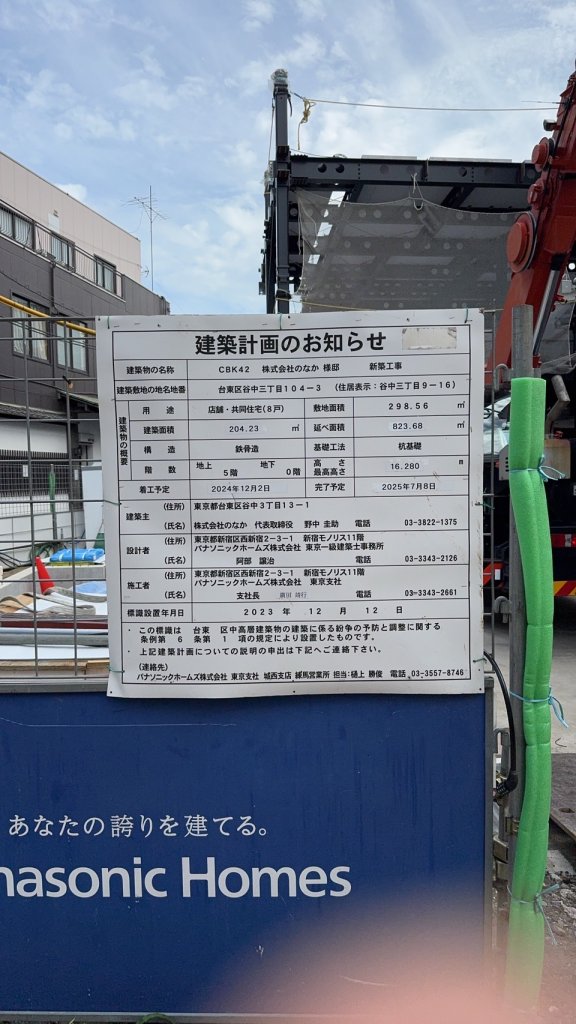 建築計画のお知らせ
建築物の名称 CBK42 株式会社のなか 様邸 新築工事
建築敷地の地名地番 台東区谷中三丁目104-3 (住居表示:谷中三丁目9-16)
建築物の概要
用途 店舗・共同住宅(8戸) 敷地面積 298.56 ㎡
建築面積 204.23 ㎡ 延べ面積 823.68 ㎡
構造 鉄骨造 基礎工法 杭基礎
階数 地上 5階 地下 0階 高さ 最高高さ 16.280 m
着工予定 2024年12月2日 完了予定 2025年7月8日
建築主 (住所) 東京都台東区谷中3丁目13-1
(氏名) 株式会社のなか 代表取締役 野中 圭助 電話 03-3822-1375
設計者 (住所) 東京都新宿区西新宿2-3-1 新宿モノリス11階
パナソニックホームズ株式会社 東京一級建築士事務所
(氏名) 阿部 譲治 電話 03-3343-2126
施工者 (住所) 東京都新宿区西新宿2-3-1 新宿モノリス11階
パナソニックホームズ株式会社 東京支社
(氏名) 支社長 電話 03-3343-2661
標識設置年月日 2023 年 12 月 12 日
・この標識は 台東 区中高層建築物の建築に係る紛争の予防と調整に関する
条例第 6 条第 1 項の規定により設置したものです。
・上記建築計画についての説明の申出は下記へご連絡下さい。
(連絡先)
パナソニックホームズ株式会社 東京支社 城西支店 練馬営業所 担当:樋上 勝俊 電話 03-3557-8746
あなたの誇りを建てる。
nasonic Homes